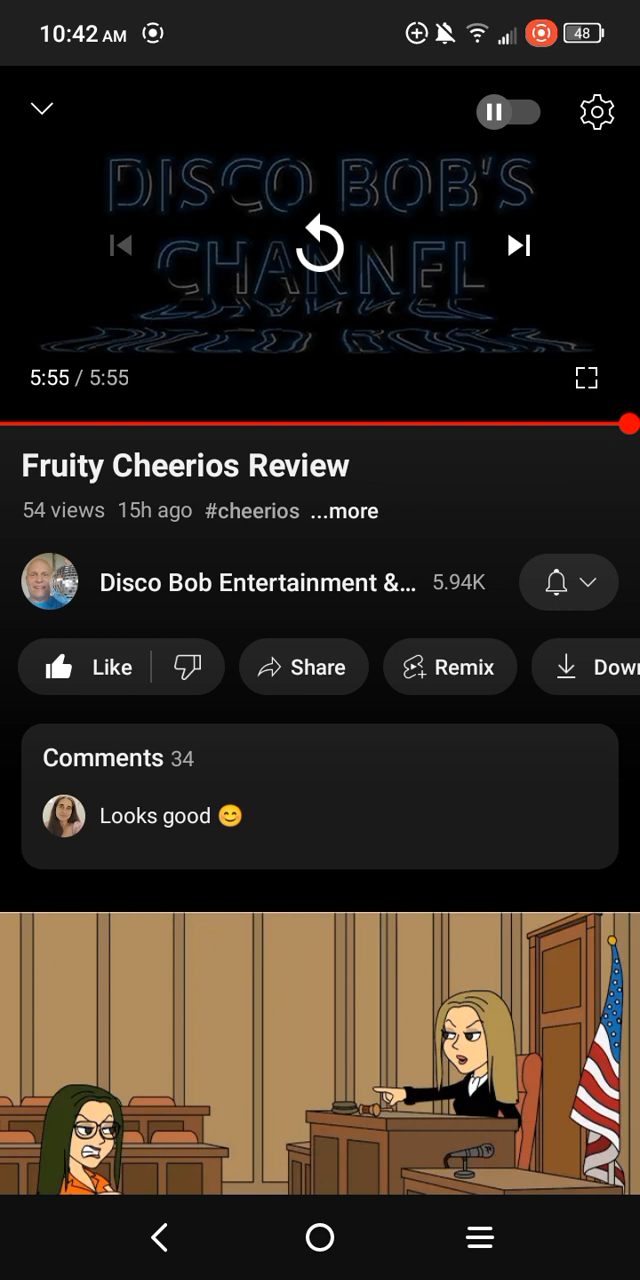 10:42 AM
48
DISCO BOB'S
CHANNEL
5:55 / 5:55
Fruity Cheerios Review
54 views 15h ago #cheerios ...more
Disco Bob Entertainment &... 5.94K
Like
Share
Remix
Down
Comments 34
Looks good 😊